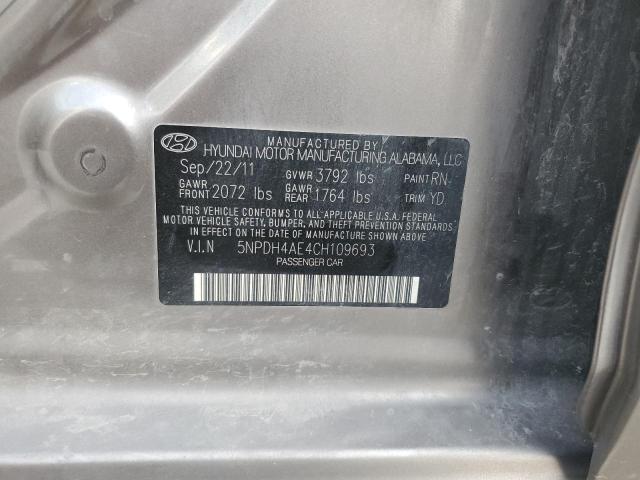 MANUFACTURED BY
HYUNDAI MOTOR MANUFACTURING ALABAMA, LLC
Sep/22/11 GVWR 3792 lbs PAINT RN
GAWR FRONT 2072 lbs GAWR REAR 1764 lbs TRIM YD
THIS VEHICLE CONFORMS TO ALL APPLICABLE U.S.A. FEDERAL
MOTOR VEHICLE SAFETY, BUMPER, AND THEFT PREVENTION STANDARDS
IN EFFECT ON THE DATE OF MANUFACTURE SHOWN ABOVE.
V.I.N 5NPDH4AE4CH109693
PASSENGER CAR